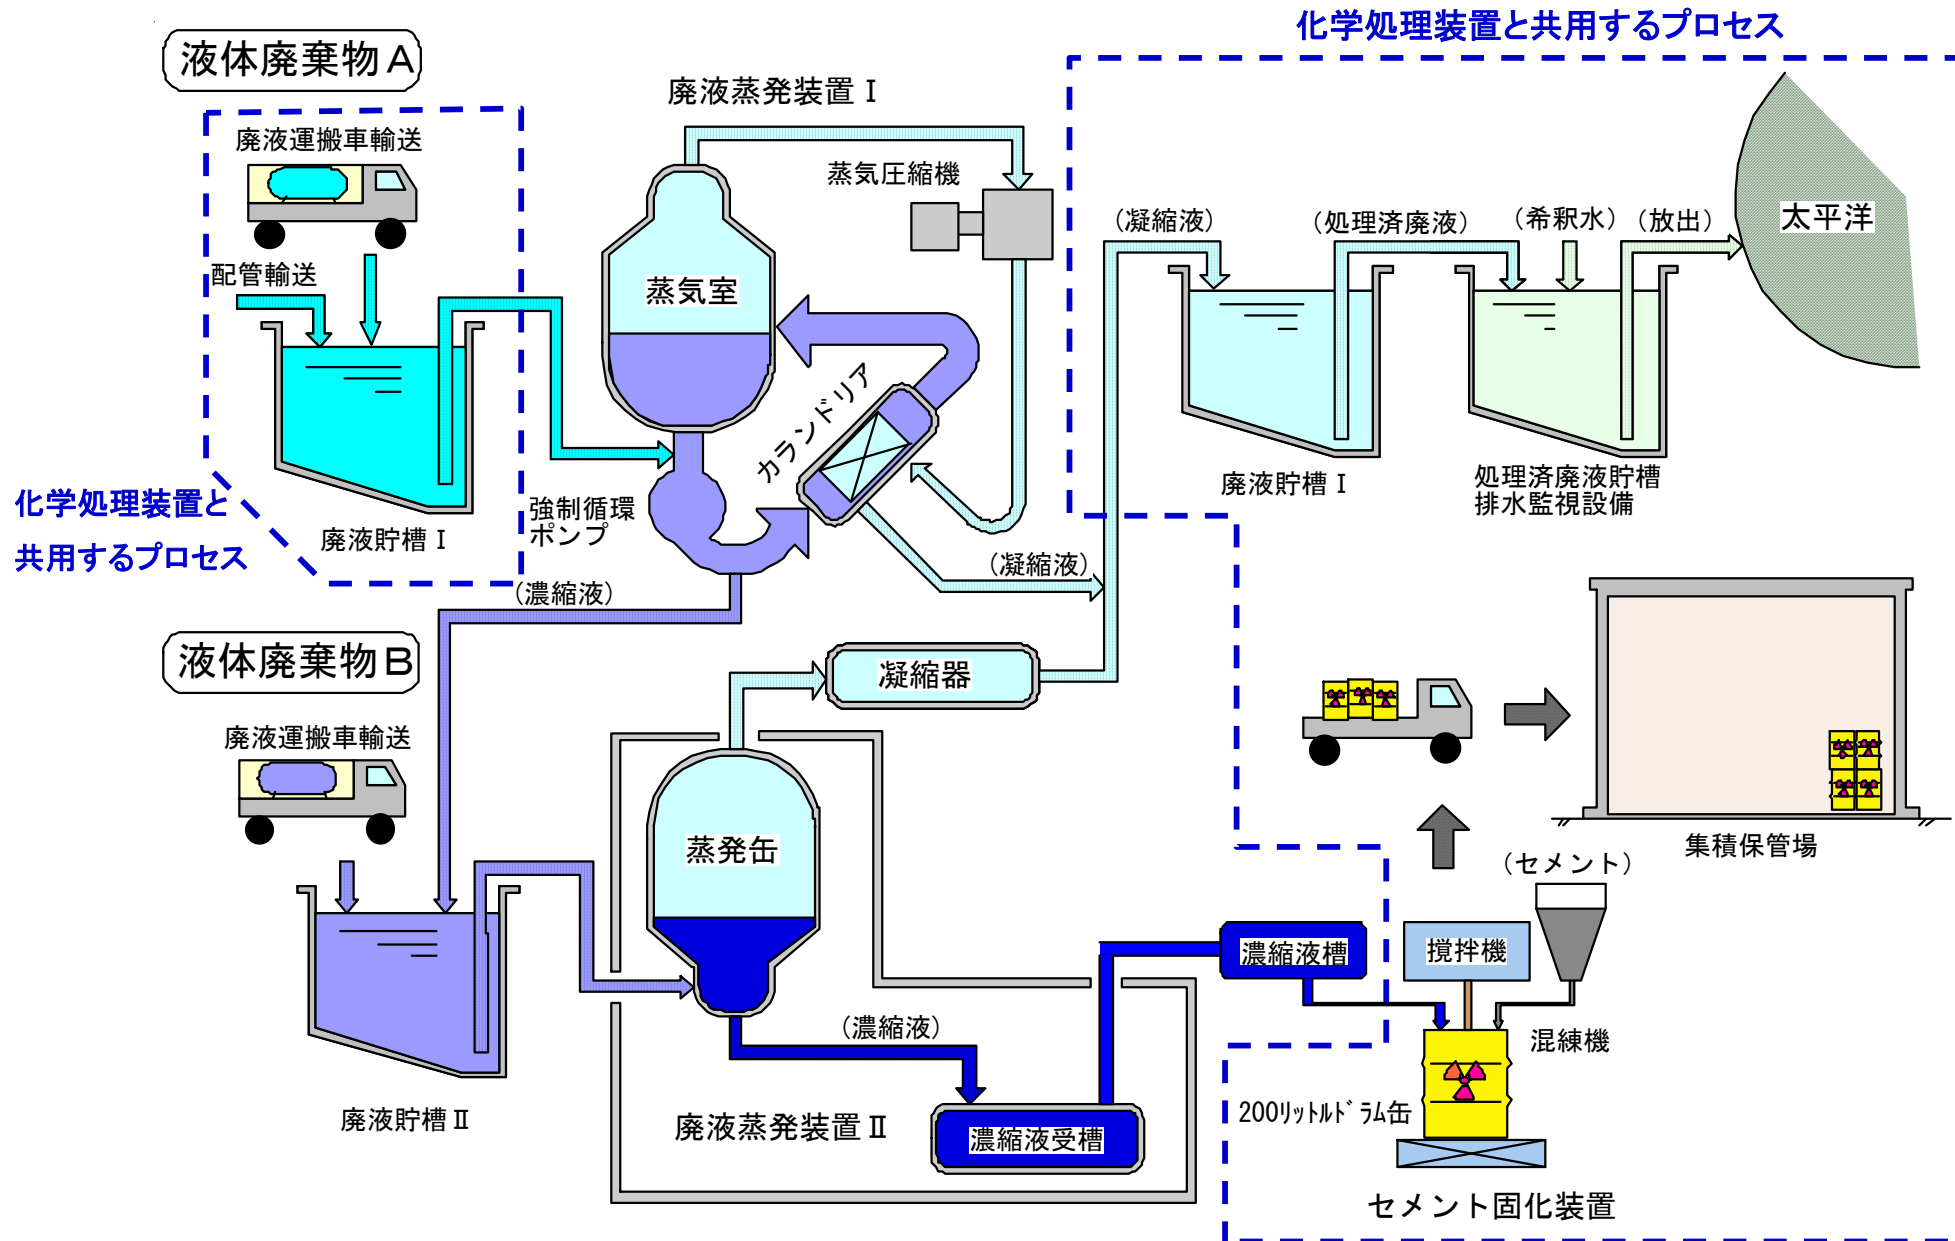 化学処理装置と共用するプロセス
液体廃棄物A
廃液蒸発装置Ⅰ
廃液運搬車輸送
蒸気圧縮機
配管輸送
蒸気室
(凝縮液)
(処理済廃液)
(希釈水)
(放出)
太平洋
カランドリア
強制循環
ポンプ
化学処理装置と
共用するプロセス
廃液貯槽Ⅰ
廃液貯槽Ⅰ
処理済廃液貯槽
排水監視設備
(凝縮液)
(濃縮液)
液体廃棄物B
凝縮器
廃液運搬車輸送
蒸発缶
集積保管場
(セメント)
濃縮液槽
撹拌機
(濃縮液)
混練機
廃液貯槽Ⅱ
廃液蒸発装置Ⅱ
濃縮液受槽
200リットルドラム缶
セメント固化装置